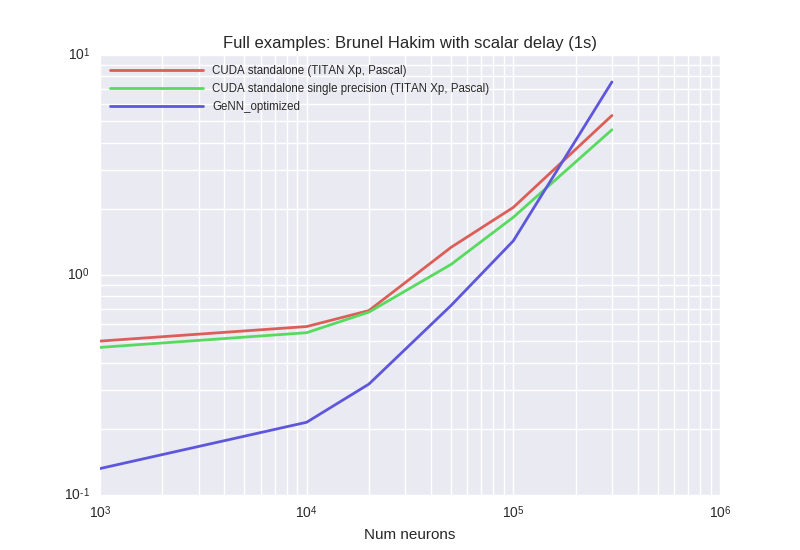 Full examples: Brunel Hakim with scalar delay (1s)
10¹
CUDA standalone (TITAN Xp, Pascal)
CUDA standalone single precision (TITAN Xp, Pascal)
GeNN_optimized
10⁰
10⁻¹
10³ 10⁴ 10⁵ 10⁶
Num neurons